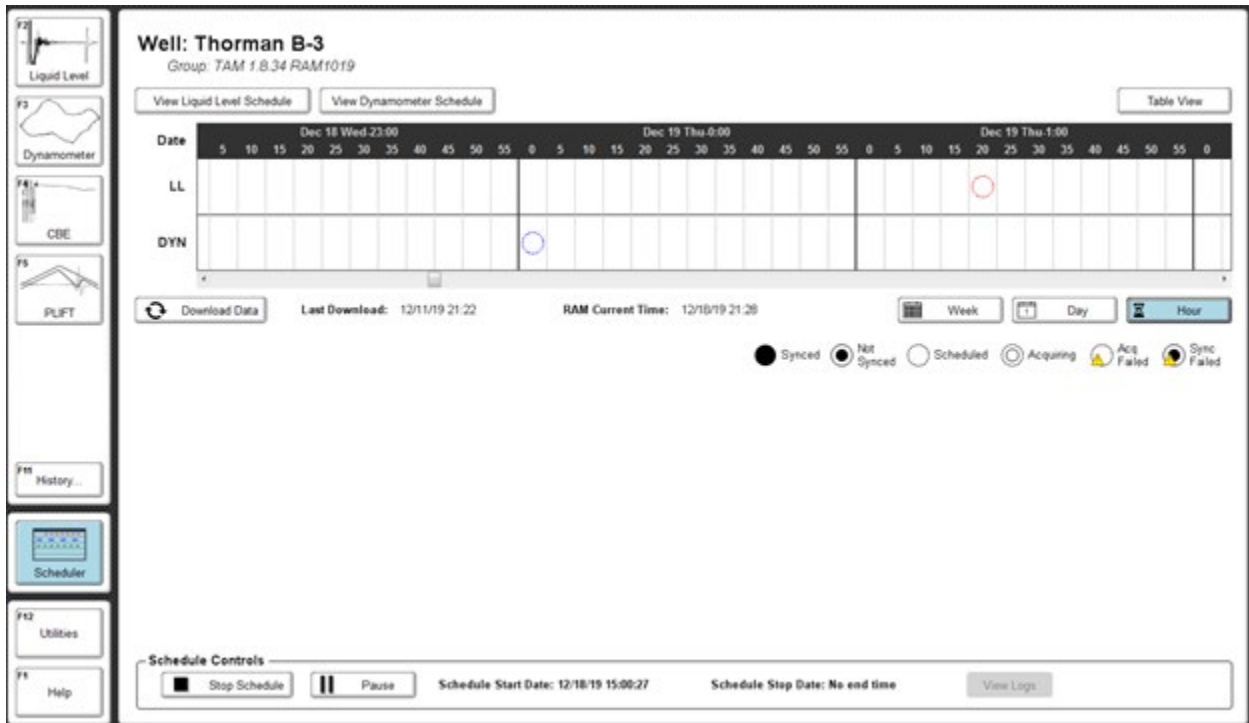 F2
Liquid Level
F3
Dynamometer
F4
CBE
F5
PLIFT
F11
History...
Scheduler
F12
Utilities
F1
Help
Well: Thorman B-3
Group: TAM 1.8.34 RAM1019
View Liquid Level Schedule View Dynamometer Schedule Table View
Date Dec 18 Wed-23:00 Dec 19 Thu-0:00 Dec 19 Thu-1:00
5 10 15 20 25 30 35 40 45 50 55 0 5 10 15 20 25 30 35 40 45 50 55 0 5 10 15 20 25 30 35 40 45 50 55 0
LL
DYN
Download Data Last Download: 12/11/19 21:22 RAM Current Time: 12/18/19 21:28 Week Day Hour
Synced Not Synced Scheduled Acquiring Acq Failed Sync Failed
Schedule Controls
Stop Schedule Pause Schedule Start Date: 12/18/19 15:00:27 Schedule Stop Date: No end time View Logs